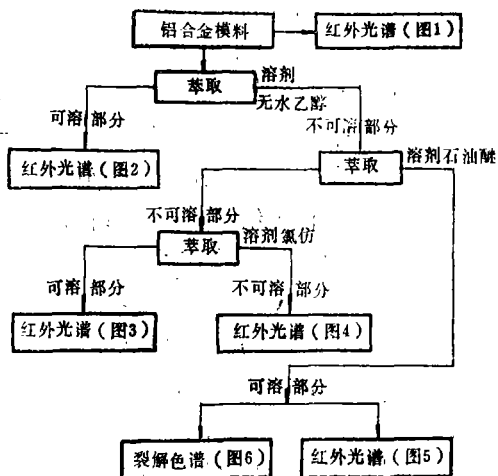 铝合金模料
红外光谱(图1)
萃取
溶剂
无水乙醇
可溶部分
不可溶部分
红外光谱(图2)
萃取
溶剂石油醚
不可溶部分
萃取
溶剂氯仿
可溶部分
不可溶部分
红外光谱(图3)
红外光谱(图4)
可溶部分
裂解色谱(图6)
红外光谱(图5)